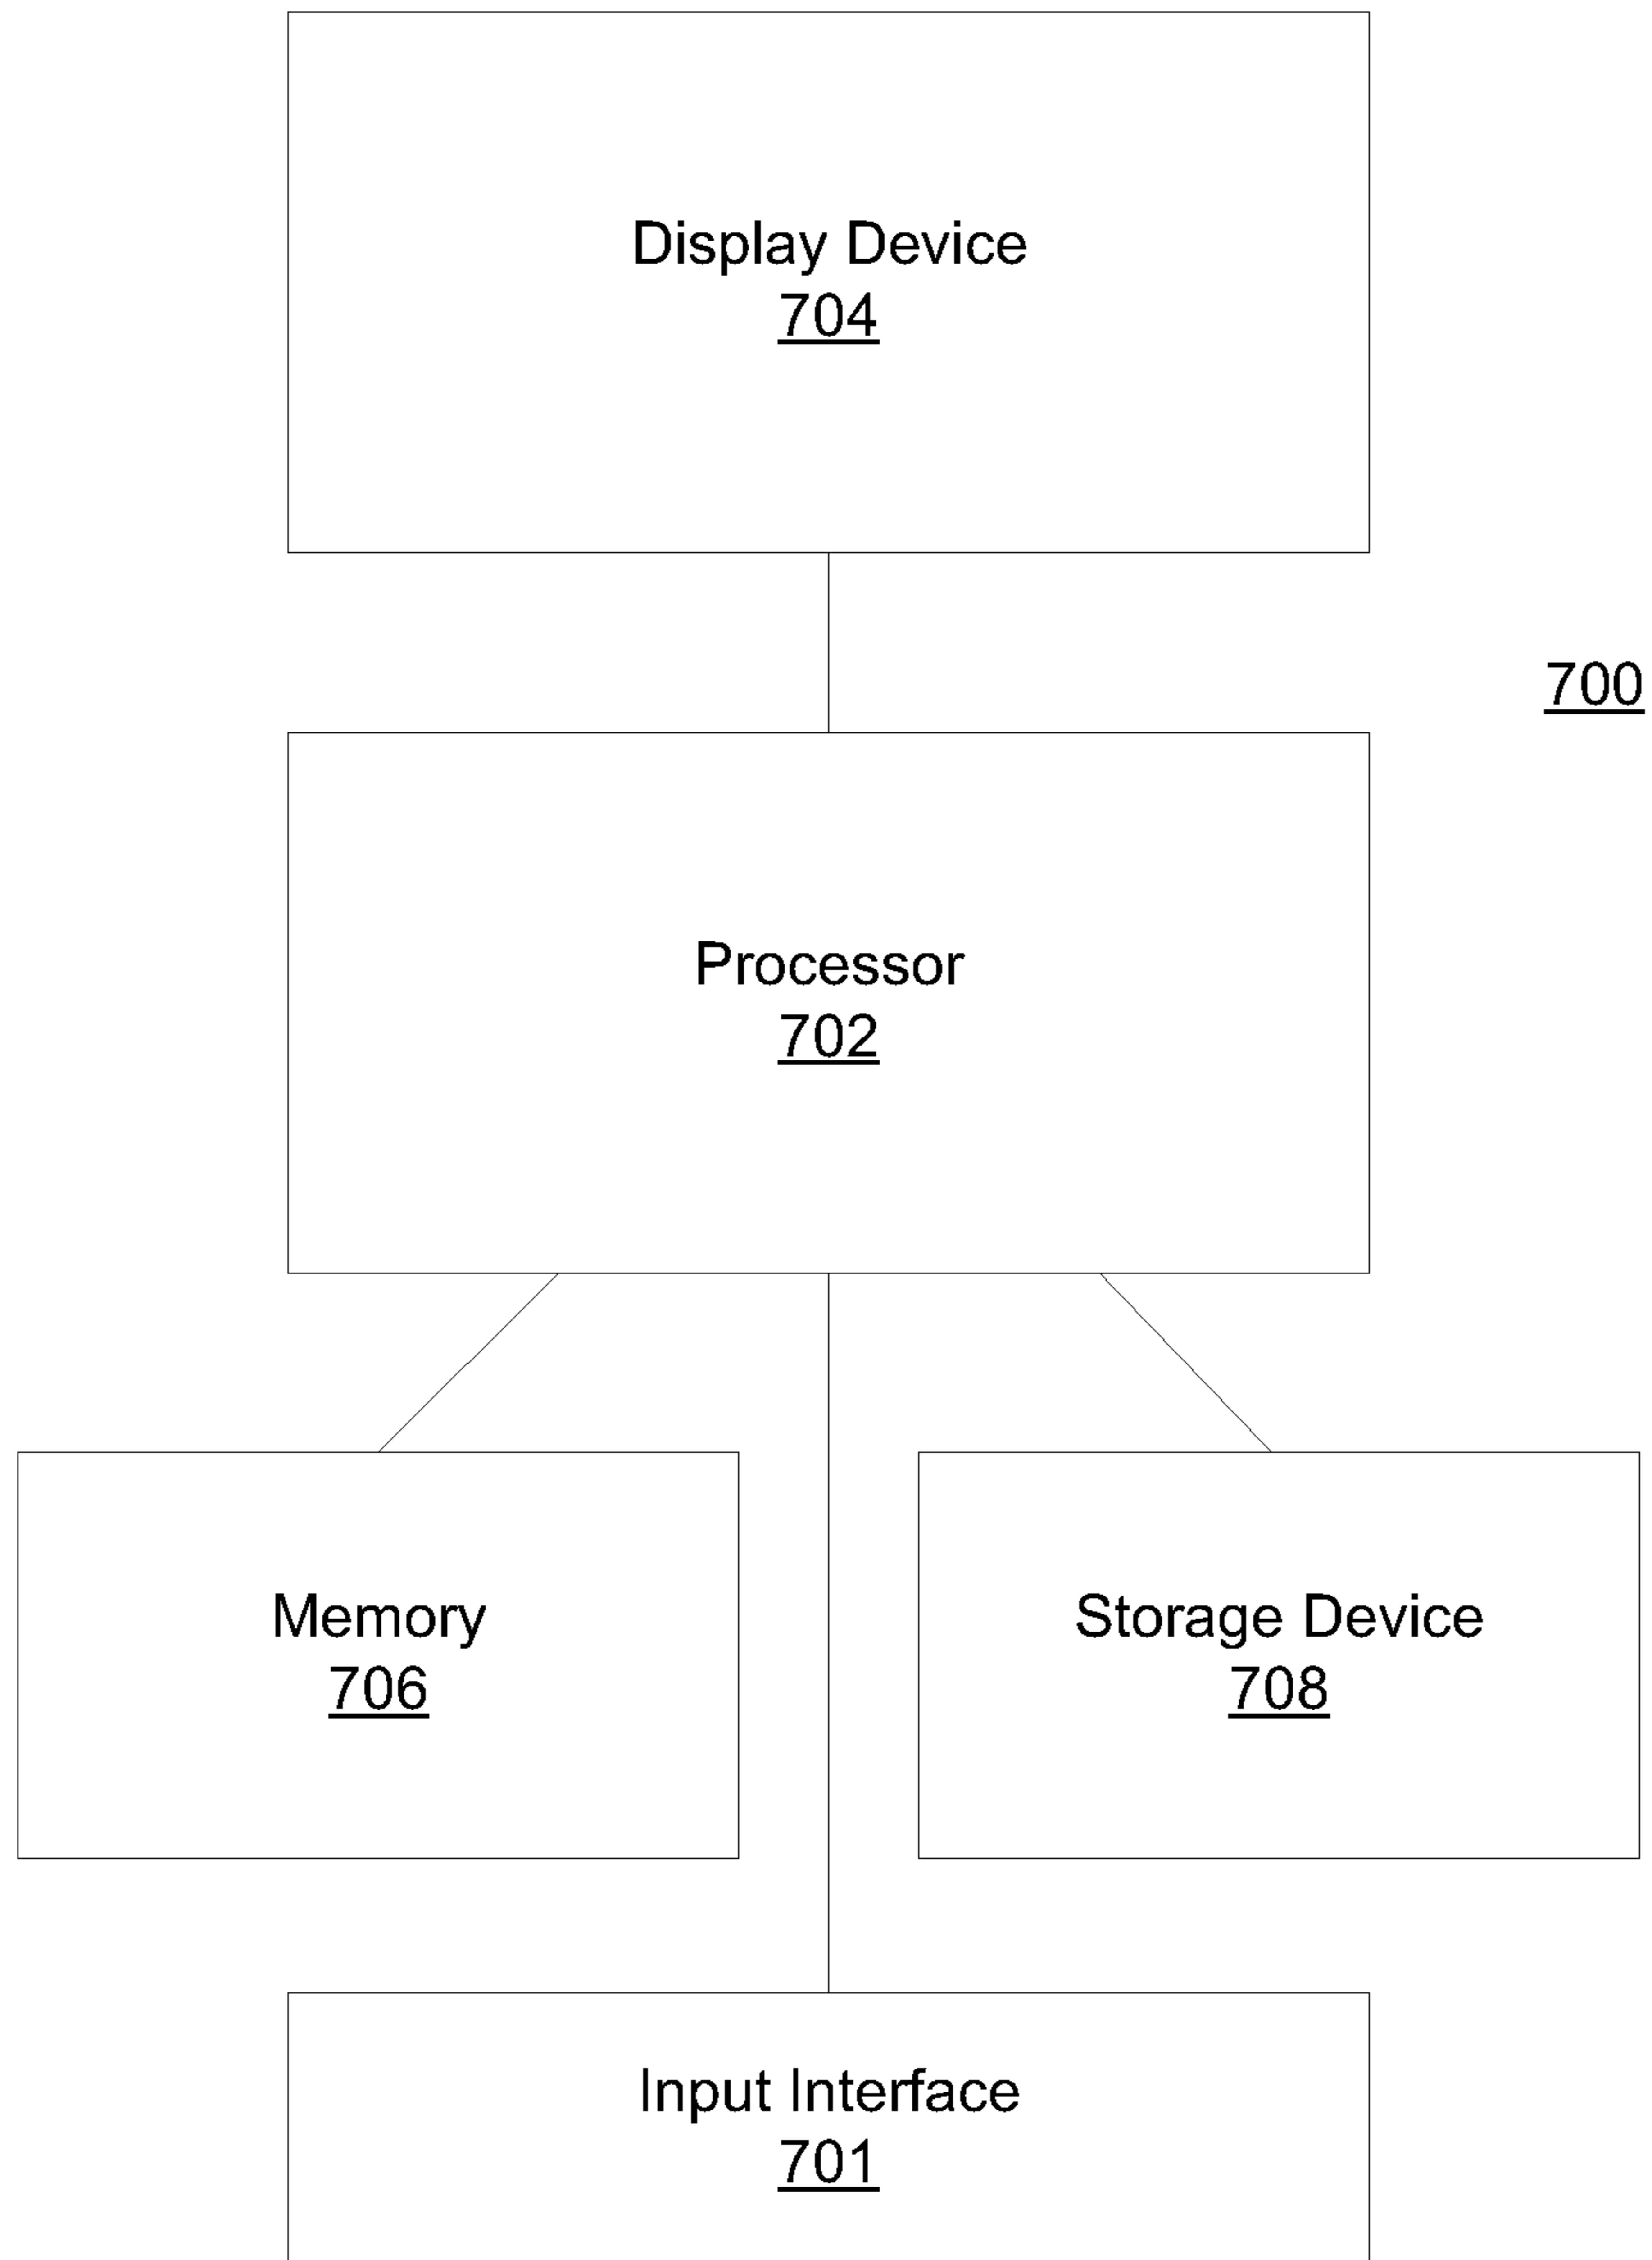 Display Device
704
700
Processor
702
Memory
706
Storage Device
708
Input Interface
701